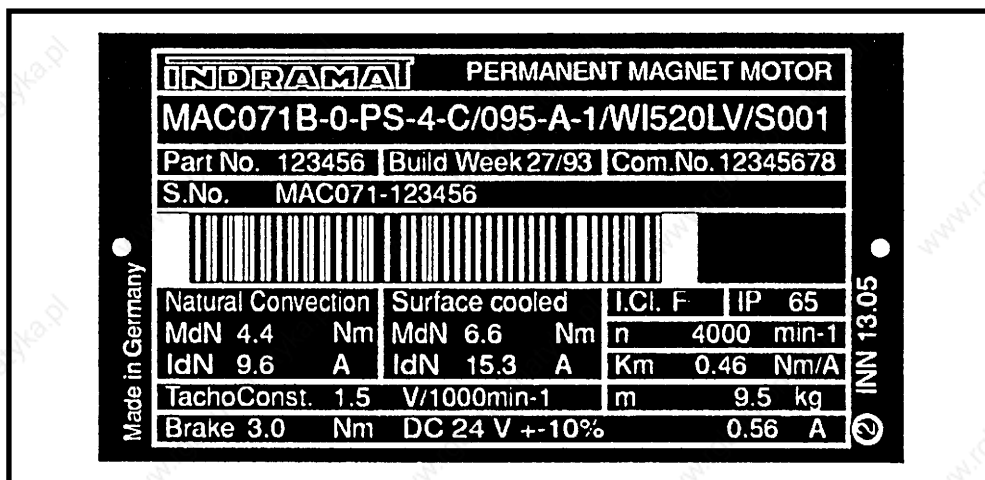 INDRAMAT PERMANENT MAGNET MOTOR
MAC071B-0-PS-4-C/095-A-1/WI520LV/S001
Part No. 123456 Build Week 27/93 Com.No. 12345678
S.No. MAC071-123456
Natural Convection Surface cooled I.Cl. F IP 65
MdN 4.4 Nm MdN 6.6 Nm n 4000 min-1
IdN 9.6 A IdN 15.3 A Km 0.46 Nm/A
TachoConst. 1.5 V/1000min-1 m 9.5 kg
Brake 3.0 Nm DC 24 V +-10% 0.56 A
Made in Germany
2 INN 13.05